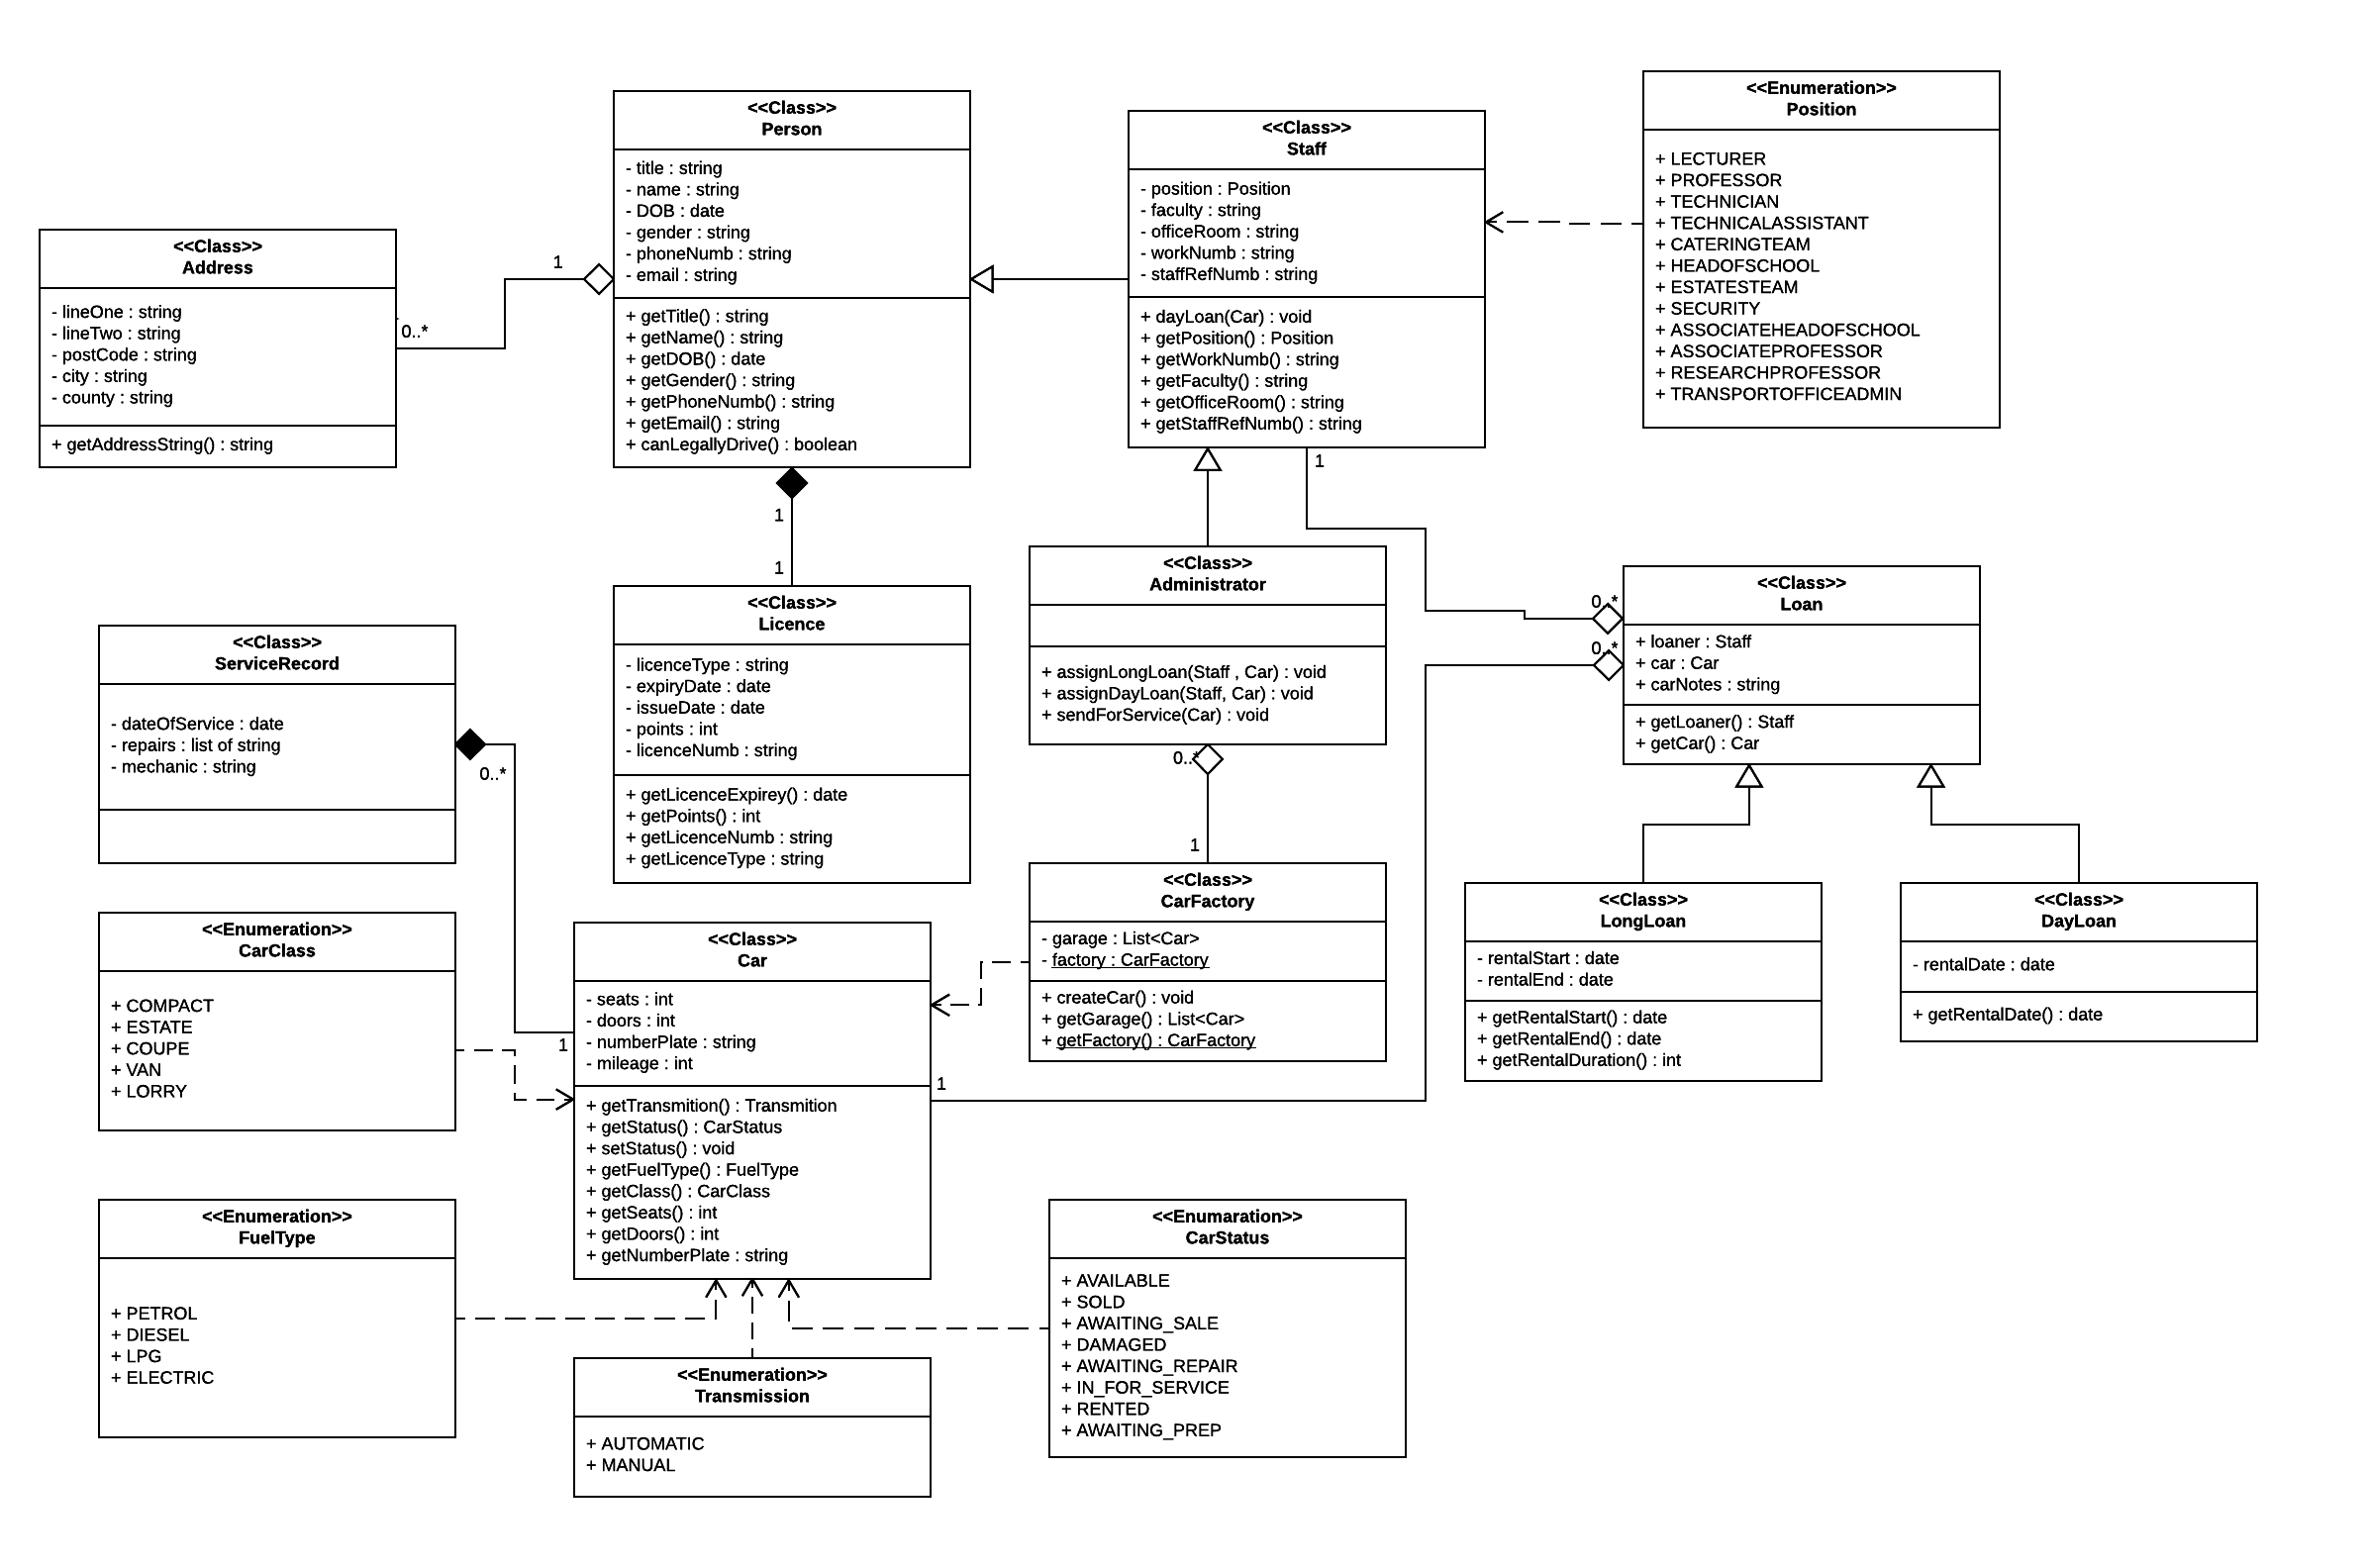 <<Class>>
Person
- title : string
- name : string
- DOB : date
- gender : string
- phoneNumb : string
- email : string
+ getTitle() : string
+ getName() : string
+ getDOB() : date
+ getGender() : string
+ getPhoneNumb() : string
+ getEmail() : string
+ canLegallyDrive() : boolean
<<Class>>
Staff
- position : Position
- faculty : string
- officeRoom : string
- workNumb : string
- staffRefNumb : string
+ dayLoan(Car) : void
+ getPosition() : Position
+ getWorkNumb() : string
+ getFaculty() : string
+ getOfficeRoom() : string
+ getStaffRefNumb() : string
<<Enumeration>>
Position
+ LECTURER
+ PROFESSOR
+ TECHNICIAN
+ TECHNICALASSISTANT
+ CATERINGTEAM
+ HEADOFSCHOOL
+ ESTATESTEAM
+ SECURITY
+ ASSOCIATEHEADOFSCHOOL
+ ASSOCIATEPROFESSOR
+ RESEARCHPROFESSOR
+ TRANSPORTOFFICEADMIN
<<Class>>
Address
- lineOne : string
- lineTwo : string
- postCode : string
- city : string
- county : string
+ getAddressString() : string
1
0..*
1
1
1
<<Class>>
Licence
- licenceType : string
- expiryDate : date
- issueDate : date
- points : int
- licenceNumb : string
+ getLicenceExpirey() : date
+ getPoints() : int
+ getLicenceNumb : string
+ getLicenceType : string
<<Class>>
Administrator
+ assignLongLoan(Staff , Car) : void
+ assignDayLoan(Staff, Car) : void
+ sendForService(Car) : void
0..*
0..*
<<Class>>
Loan
+ loaner : Staff
+ car : Car
+ carNotes : string
+ getLoaner() : Staff
+ getCar() : Car
<<Class>>
ServiceRecord
- dateOfService : date
- repairs : list of string
- mechanic : string
0..*
0..*
1
<<Class>>
CarFactory
- garage : List<Car>
- factory : CarFactory
+ createCar() : void
+ getGarage() : List<Car>
+ getFactory() : CarFactory
<<Class>>
LongLoan
- rentalStart : date
- rentalEnd : date
+ getRentalStart() : date
+ getRentalEnd() : date
+ getRentalDuration() : int
<<Class>>
DayLoan
- rentalDate : date
+ getRentalDate() : date
<<Enumeration>>
CarClass
+ COMPACT
+ ESTATE
+ COUPE
+ VAN
+ LORRY
1
1
<<Class>>
Car
- seats : int
- doors : int
- numberPlate : string
- mileage : int
+ getTransmition() : Transmition
+ getStatus() : CarStatus
+ setStatus() : void
+ getFuelType() : FuelType
+ getClass() : CarClass
+ getSeats() : int
+ getDoors() : int
+ getNumberPlate : string
<<Enumeration>>
FuelType
+ PETROL
+ DIESEL
+ LPG
+ ELECTRIC
<<Enumeration>>
Transmission
+ AUTOMATIC
+ MANUAL
<<Enumaration>>
CarStatus
+ AVAILABLE
+ SOLD
+ AWAITING_SALE
+ DAMAGED
+ AWAITING_REPAIR
+ IN_FOR_SERVICE
+ RENTED
+ AWAITING_PREP